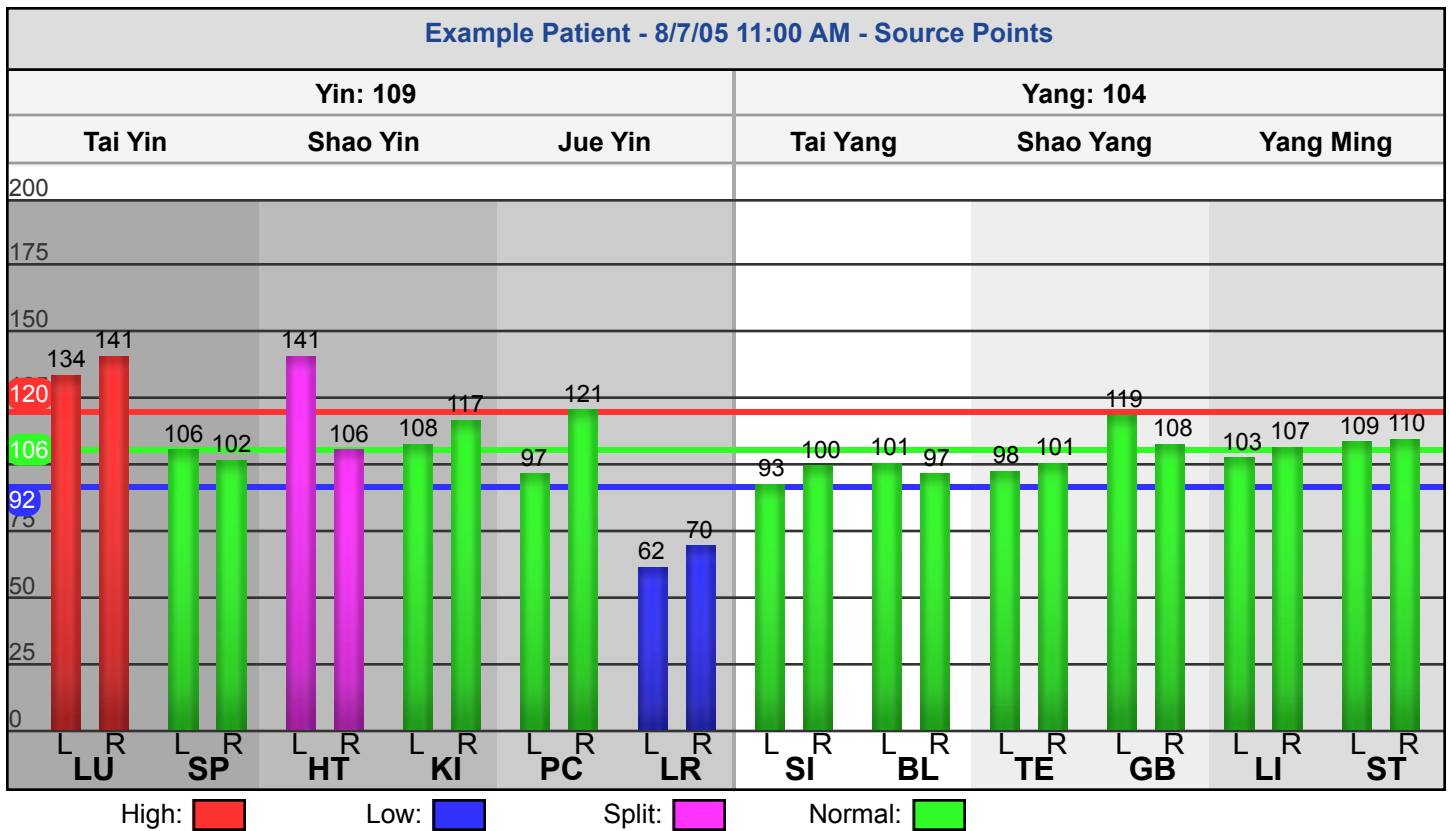 Example Patient - 8/7/05 11:00 AM - Source Points
Yin: 109 Yang: 104
Tai Yin Shao Yin Jue Yin Tai Yang Shao Yang Yang Ming
200
175
150
141 141
134
120 121 119
117
108 108 109 110
106 106 106 102 103 107
97 93 100 101 97 98 101
92
75
70
62
50
25
0
L R L R L R L R L R L R L R L R L R L R L R L R
LU SP HT KI PC LR SI BL TE GB LI ST
High: Low: Split: Normal: